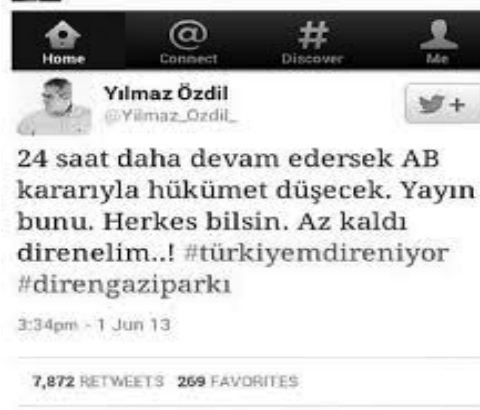 Home Connect Discover Me
Yılmaz Özdil
@Yilmaz_Ozdil_
24 saat daha devam edersek AB
kararıyla hükümet düşecek. Yayın
bunu. Herkes bilsin. Az kaldı
direnelim..! #türkiyemdireniyor
#direngaziparkı
3:34pm - 1 Jun 13
7,872 RETWEETS 269 FAVORITES